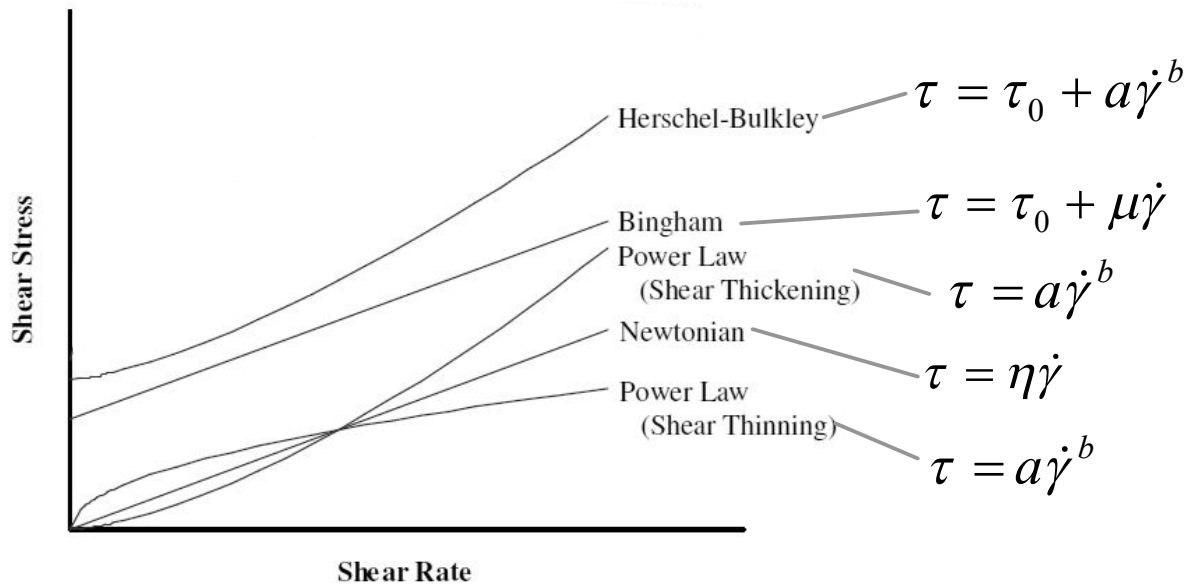 Herschel-Bulkley
τ = τ₀ + aγ̇ᵇ
Bingham
τ = τ₀ + μγ̇
Power Law
(Shear Thickening)
τ = aγ̇ᵇ
Newtonian
τ = ηγ̇
Power Law
(Shear Thinning)
τ = aγ̇ᵇ
Shear Stress
Shear Rate